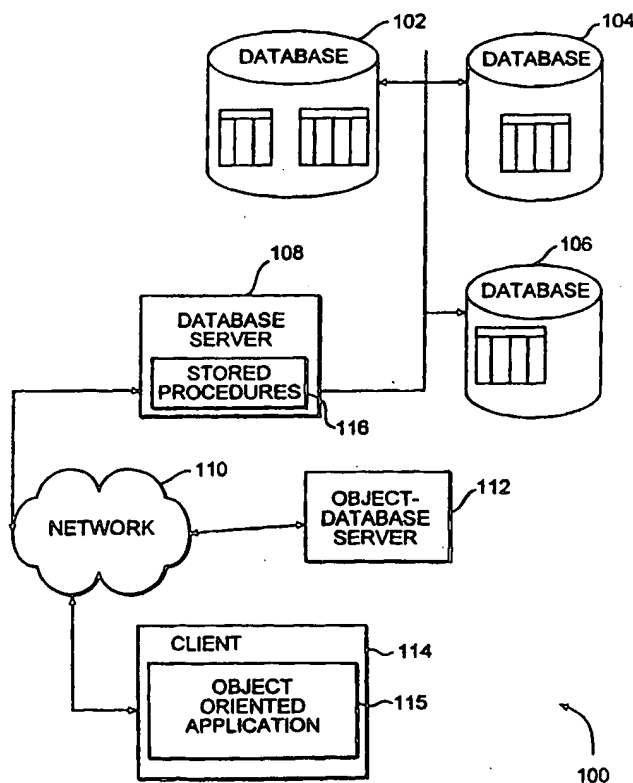 102
DATABASE
104
DATABASE
106
DATABASE
108
DATABASE
SERVER
STORED
PROCEDURES
116
110
NETWORK
OBJECT-
DATABASE
SERVER
112
CLIENT
114
OBJECT
ORIENTED
APPLICATION
115
100